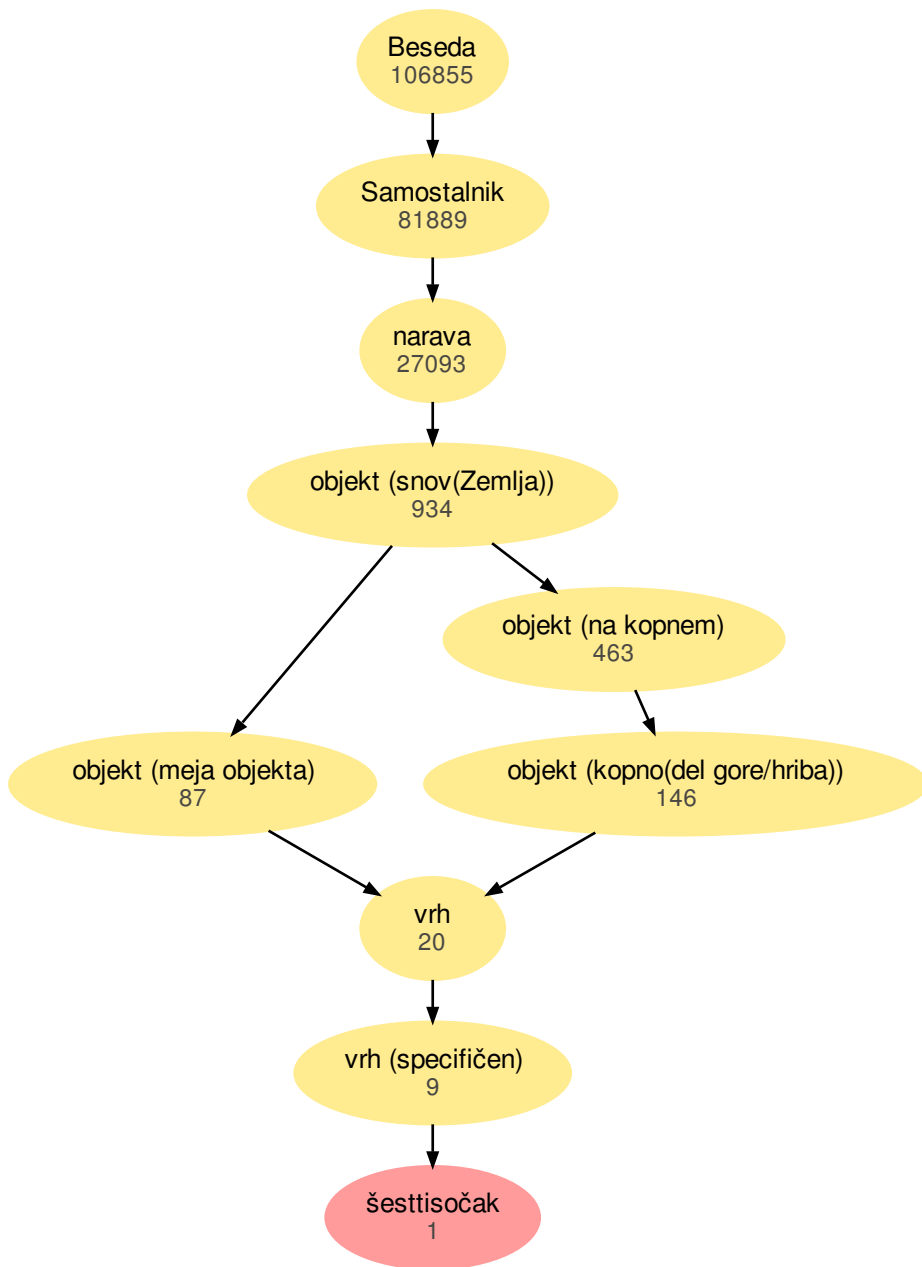 Beseda
106855
Samostalnik
81889
narava
27093
objekt (snov(Zemlja))
934
objekt (na kopnem)
463
objekt (meja objekta)
87
objekt (kopno(del gore/hriba))
146
vrh
20
vrh (specifičen)
9
šesttisočak
1